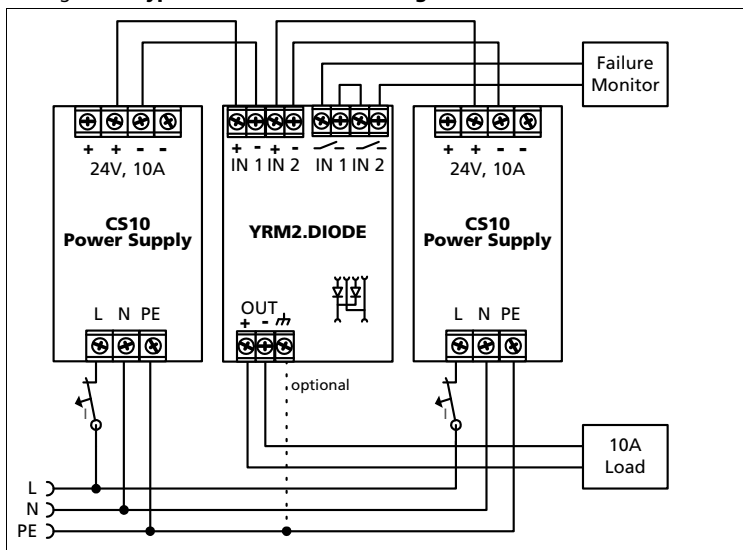 Failure
Monitor
+ + - -
24V, 10A
CS10
Power Supply
L N PE
+ - + -
IN 1 IN 2 IN 1 IN 2
YRM2.DIODE
OUT
+ -
optional
+ + - -
24V, 10A
CS10
Power Supply
L N PE
I
I
10A
Load
L
N
PE